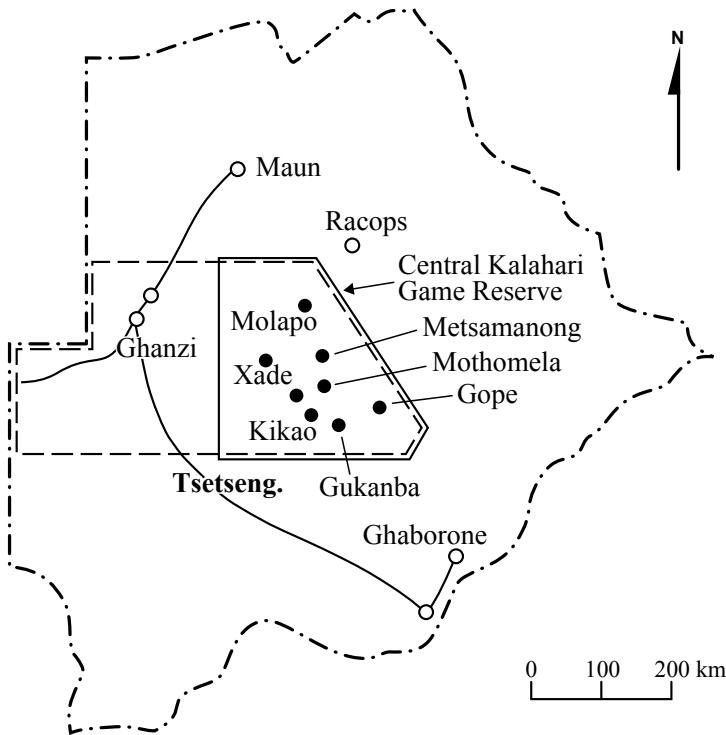 N
Maun
Racops
Central Kalahari
Game Reserve
Molapo
Metsamanong
Ghanzi
Mothomela
Xade
Gope
Kikao
Tsetseng.
Gukanba
Ghaborone
0 100 200 km